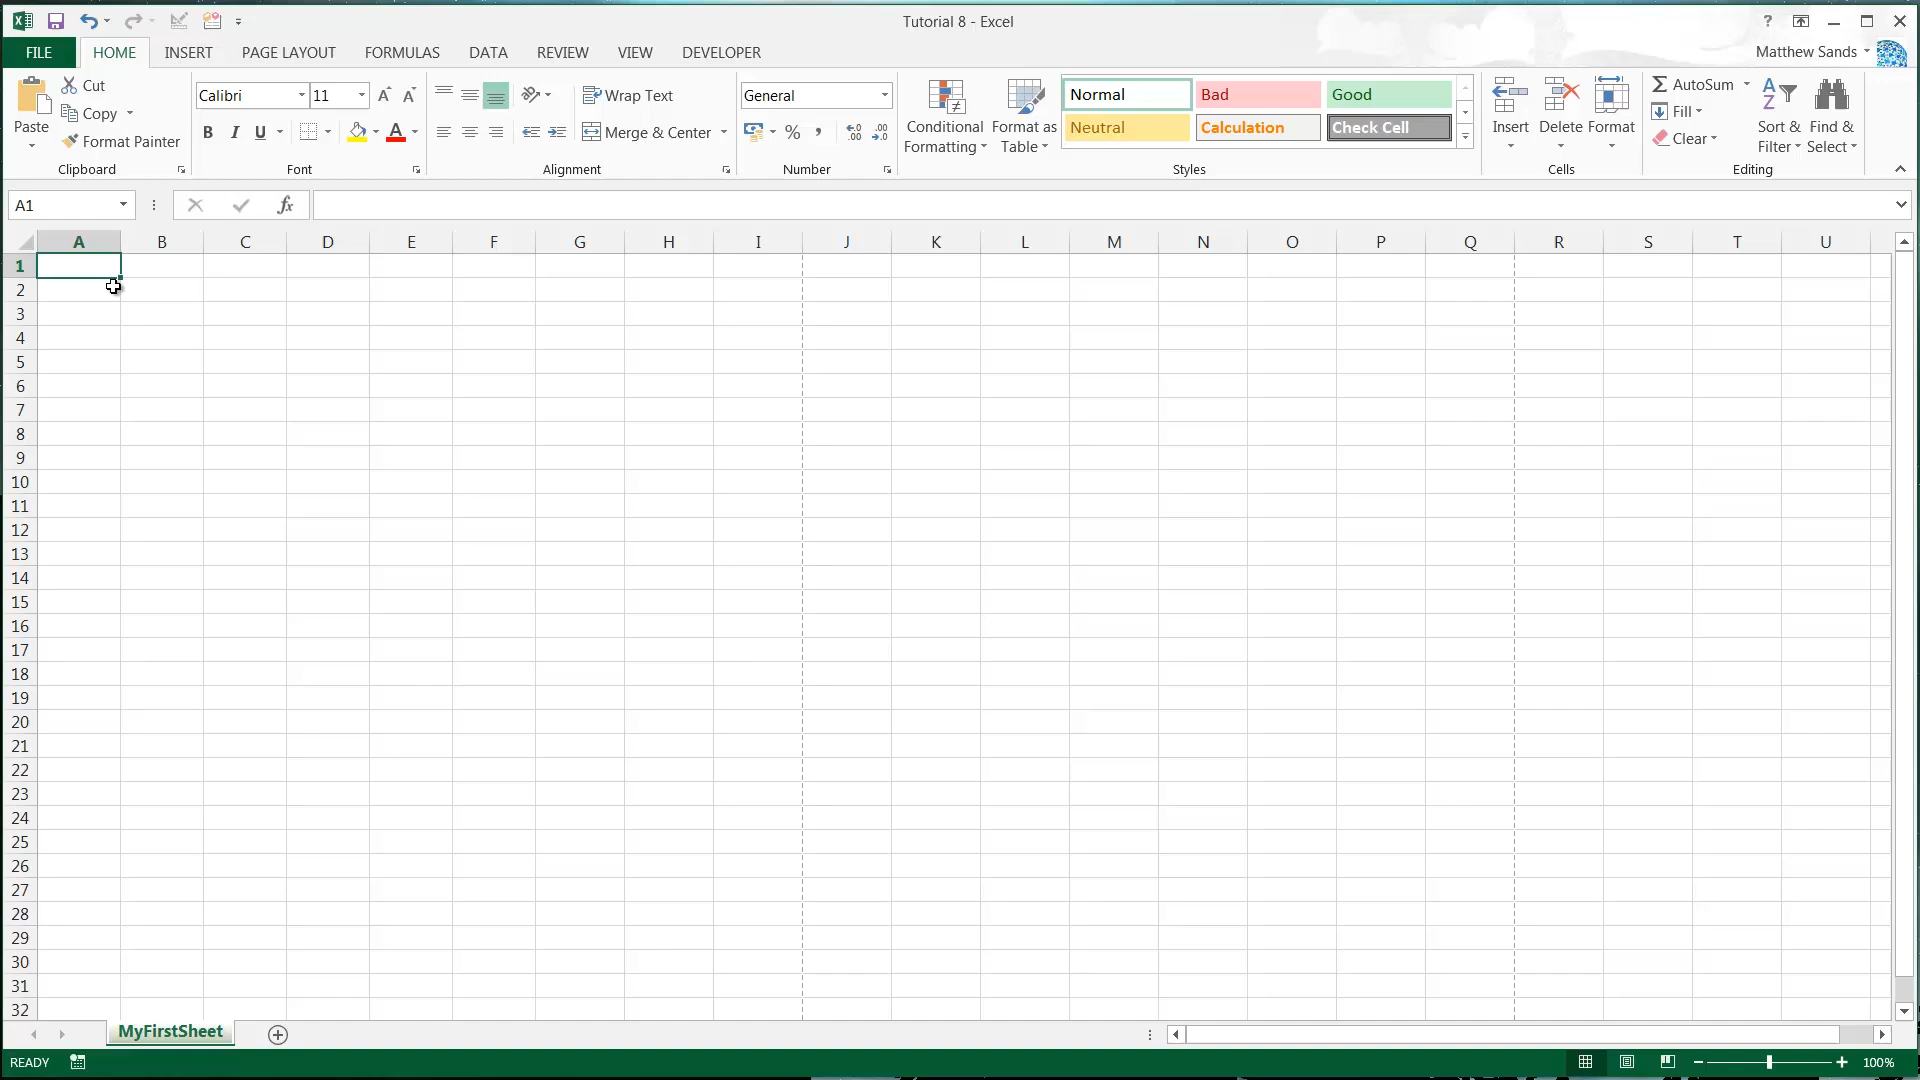 Tutorial 8 - Excel
FILE HOME INSERT PAGE LAYOUT FORMULAS DATA REVIEW VIEW DEVELOPER Matthew Sands
Paste
Cut
Copy
Format Painter
Clipboard
Calibri 11
B I U A
Font
Wrap Text
Merge & Center
Alignment
General
% ,
Number
Conditional Formatting
Format as Table
Normal Bad Good
Neutral Calculation Check Cell
Styles
Insert Delete Format
Cells
AutoSum
Fill
Clear
Sort & Filter
Find & Select
Editing
A1 fx
A B C D E F G H I J K L M N O P Q R S T U
1
2
3
4
5
6
7
8
9
10
11
12
13
14
15
16
17
18
19
20
21
22
23
24
25
26
27
28
29
30
31
32
MyFirstSheet
READY 100%